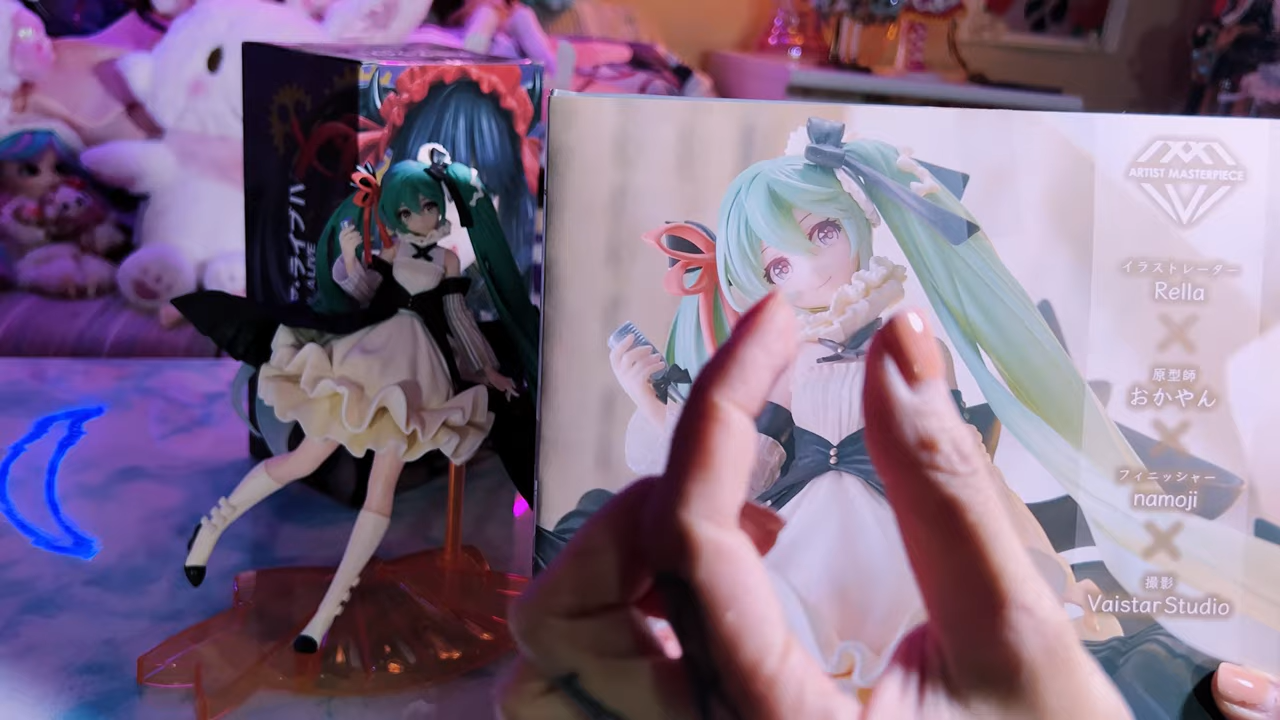 ARTIST MASTERPIECE
イラストレーター
Rella
×
原型師
おかやん
×
フィニッシャー
namoji
×
撮影
Vaistar Studio